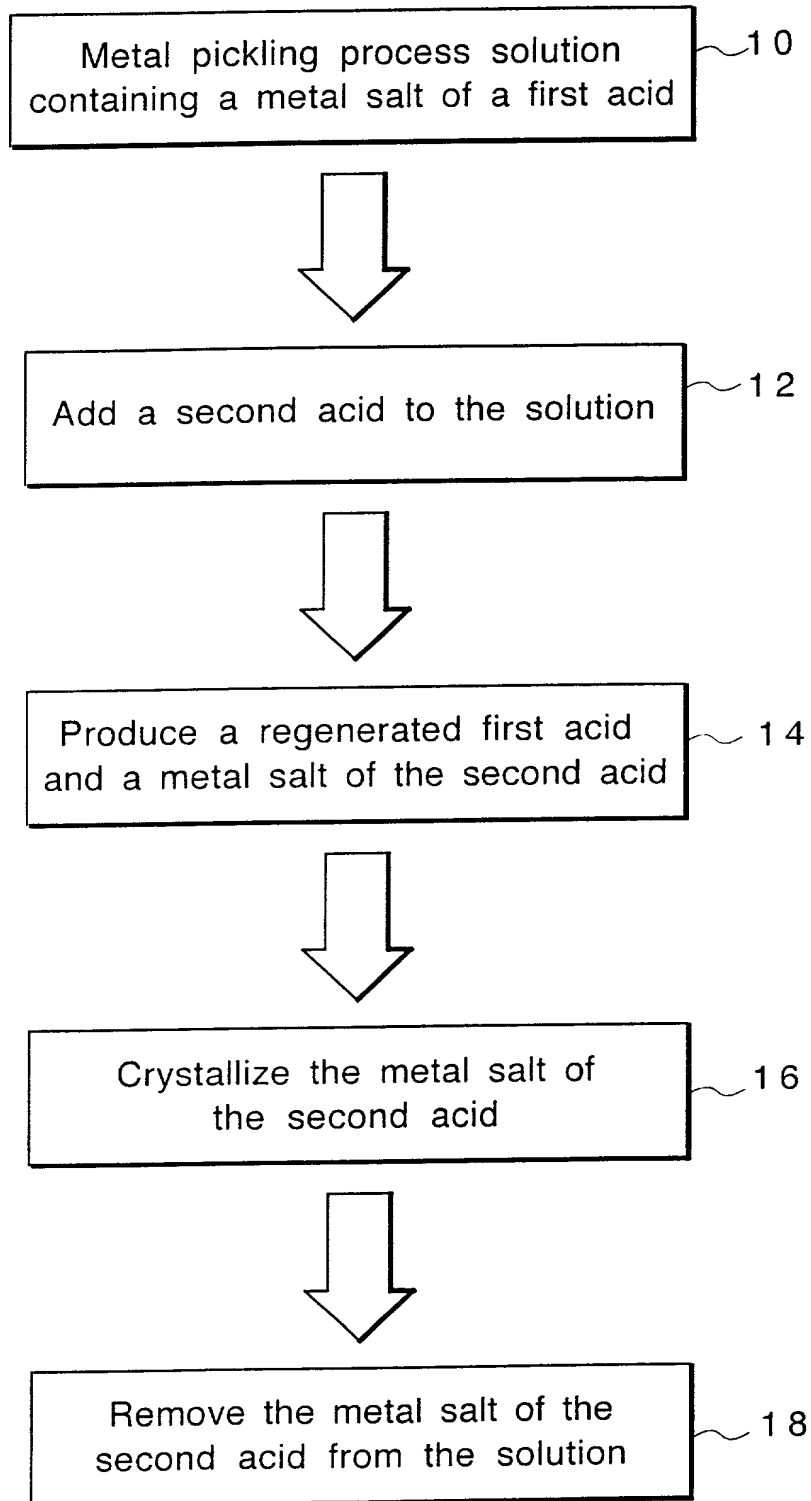 Metal pickling process solution
containing a metal salt of a first acid
10
Add a second acid to the solution
12
Produce a regenerated first acid
and a metal salt of the second acid
14
Crystallize the metal salt of
the second acid
16
Remove the metal salt of the
second acid from the solution
18